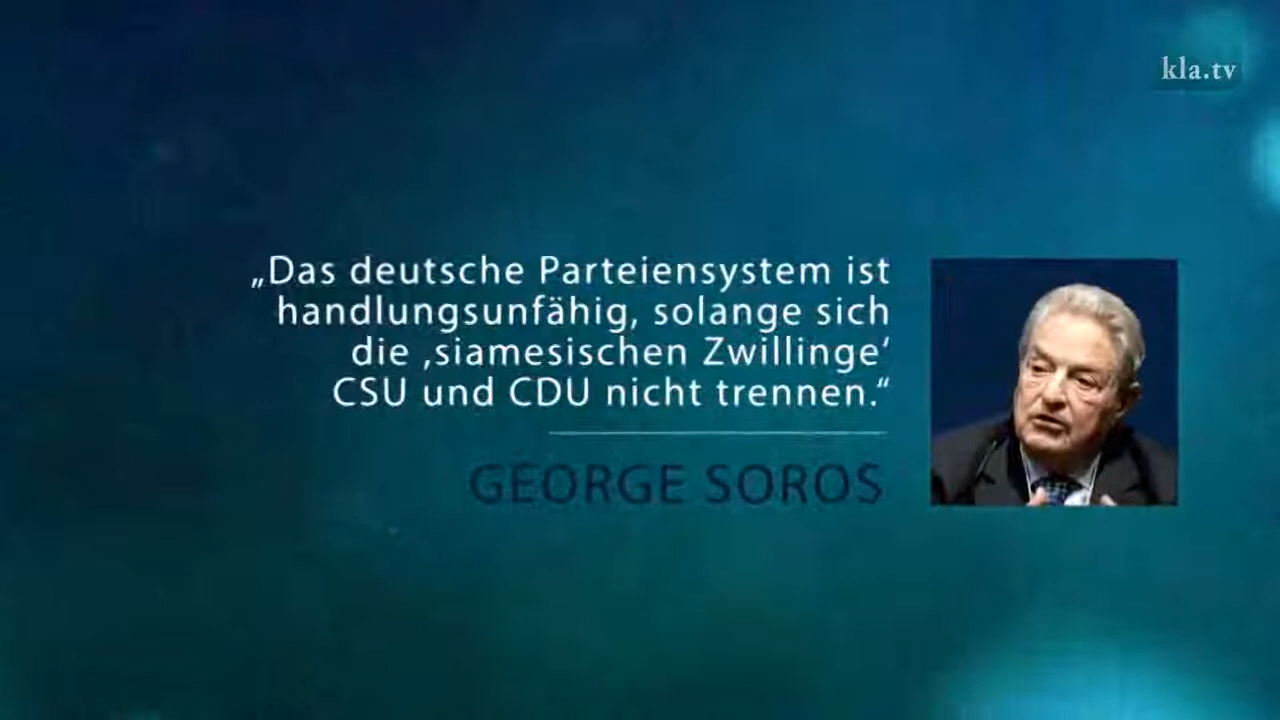 kla.tv
„Das deutsche Parteiensystem ist
handlungsunfähig, solange sich
die ‚siamesischen Zwillinge‘
CSU und CDU nicht trennen.“
GEORGE SOROS